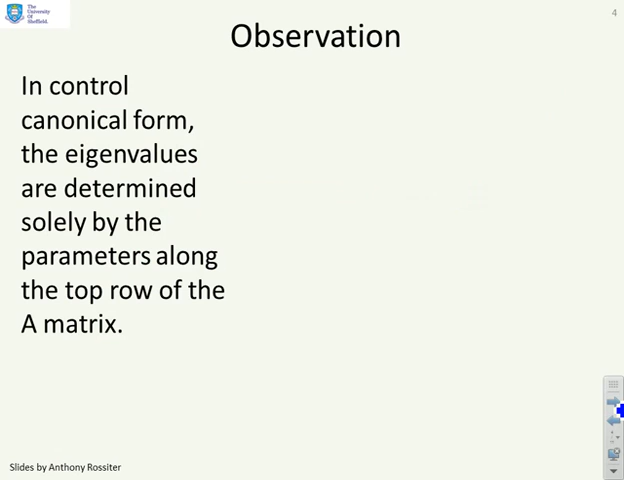 The
University
Of
Sheffield.
4
Observation
In control
canonical form,
the eigenvalues
are determined
solely by the
parameters along
the top row of the
A matrix.
Slides by Anthony Rossiter